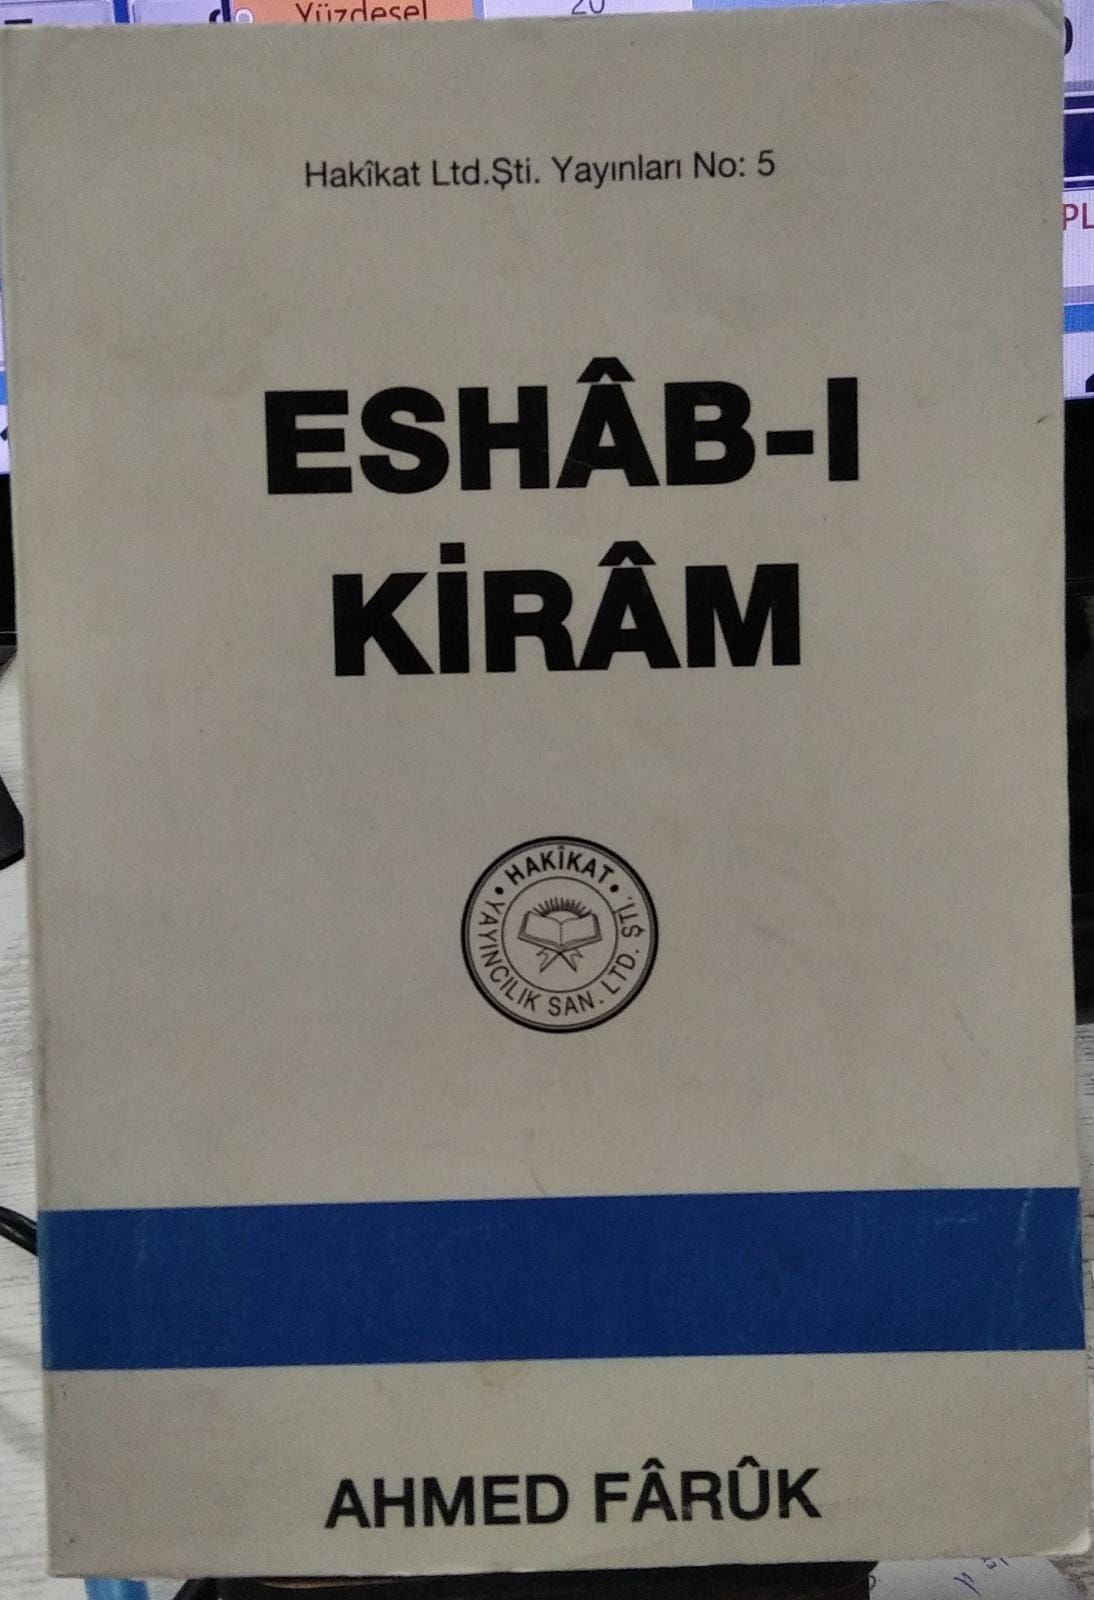 Yüzdesel
20
Hakîkat Ltd.Şti. Yayınları No: 5
ESHÂB-I
KİRÂM
• HAKÎKAT •
YAYINCILIK SAN. LTD. ŞTİ.
AHMED FÂRÛK